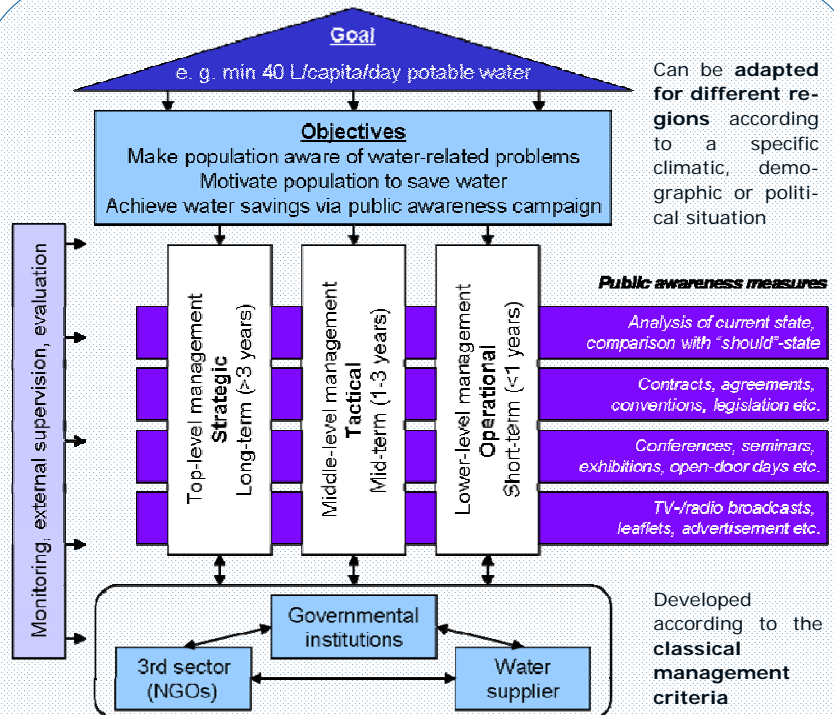 Goal
e. g. min 40 L/capita/day potable water
Can be adapted
for different re-
gions according
to a specific
climatic, demo-
graphic or politi-
cal situation
Objectives
Make population aware of water-related problems
Motivate population to save water
Achieve water savings via public awareness campaign
Monitoring, external supervision, evaluation
Top-level management
Strategic
Long-term (>3 years)
Middle-level management
Tactical
Mid-term (1-3 years)
Lower-level management
Operational
Short-term (<1 years)
Public awareness measures
Analysis of current state,
comparison with "should"-state
Contracts, agreements,
conventions, legislation etc.
Conferences, seminars,
exhibitions, open-door days etc.
TV-/radio broadcasts,
leaflets, advertisement etc.
Governmental
institutions
3rd sector
(NGOs)
Water
supplier
Developed
according to the
classical
management
criteria